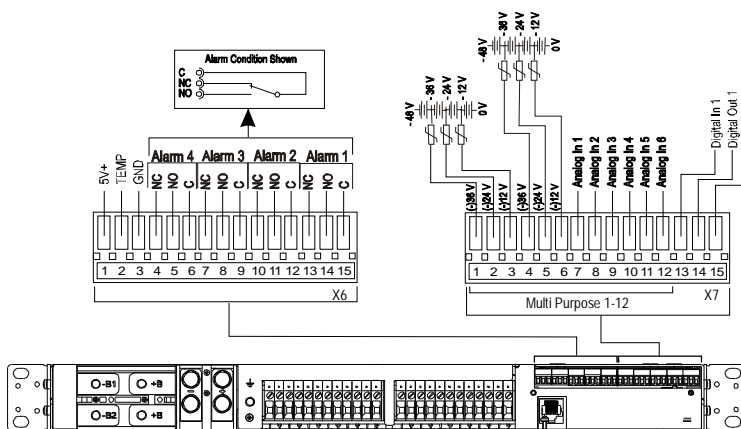 Alarm Condition Shown
C
NC
NO
Alarm 4 Alarm 3 Alarm 2 Alarm 1
5V+ TEMP GND NC NO C NC NO C NC NO C NC NO C
1 2 3 4 5 6 7 8 9 10 11 12 13 14 15
X6
-48 V -36 V -24 V -12 V 0V
-48 V -36 V -24 V -12 V 0V
(-)36 V (-)24 V (-)12 V (-)36 V (-)24 V (-)12 V Analog In 1 Analog In 2 Analog In 3 Analog In 4 Analog In 5 Analog In 6 Digital In 1 Digital Out 1
1 2 3 4 5 6 7 8 9 10 11 12 13 14 15
Multi Purpose 1-12
X7
-B1 +B
-B2 +B